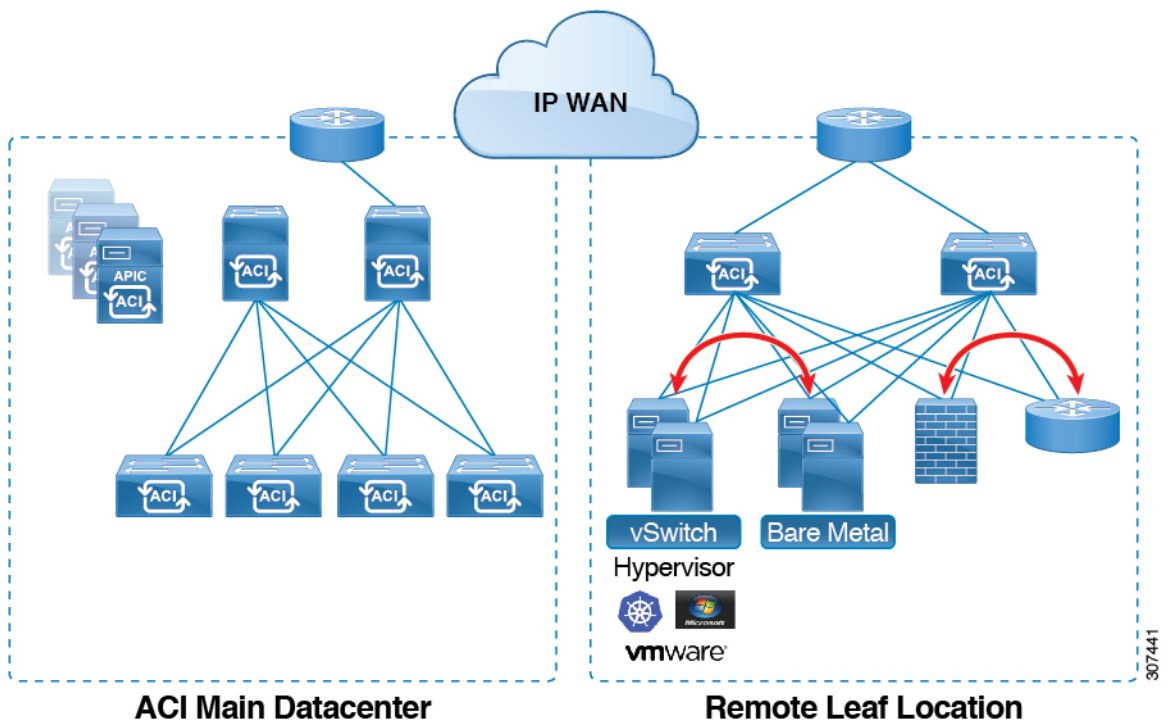 IP WAN
A
A
APIC
ACI
ACI
ACI
ACI
ACI
ACI
ACI
ACI
ACI
ACI
vSwitch
Bare Metal
Hypervisor
Microsoft
vmware
307441
ACI Main Datacenter
Remote Leaf Location